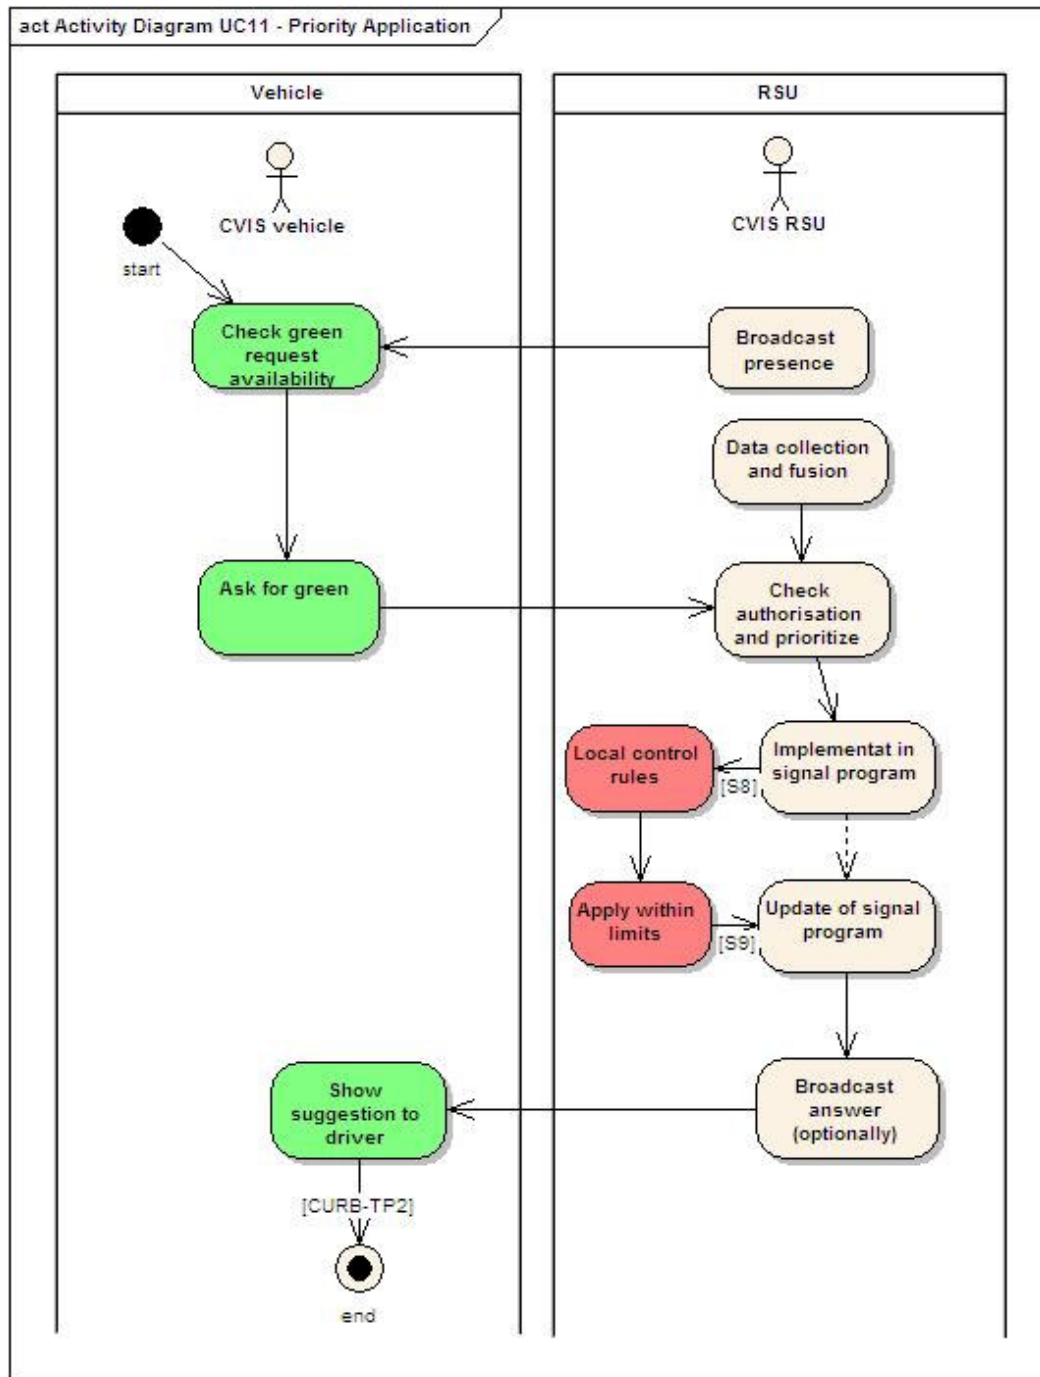 act Activity Diagram UC11 - Priority Application
Vehicle
RSU
CVIS vehicle
CVIS RSU
start
Check green
request
availability
Broadcast
presence
Data collection
and fusion
Ask for green
Check
authorisation
and prioritize
Local control
rules
[S8]
Implementat in
signal program
Apply within
limits
[S9]
Update of signal
program
Show
suggestion to
driver
Broadcast
answer
(optionally)
[CURB-TP2]
end